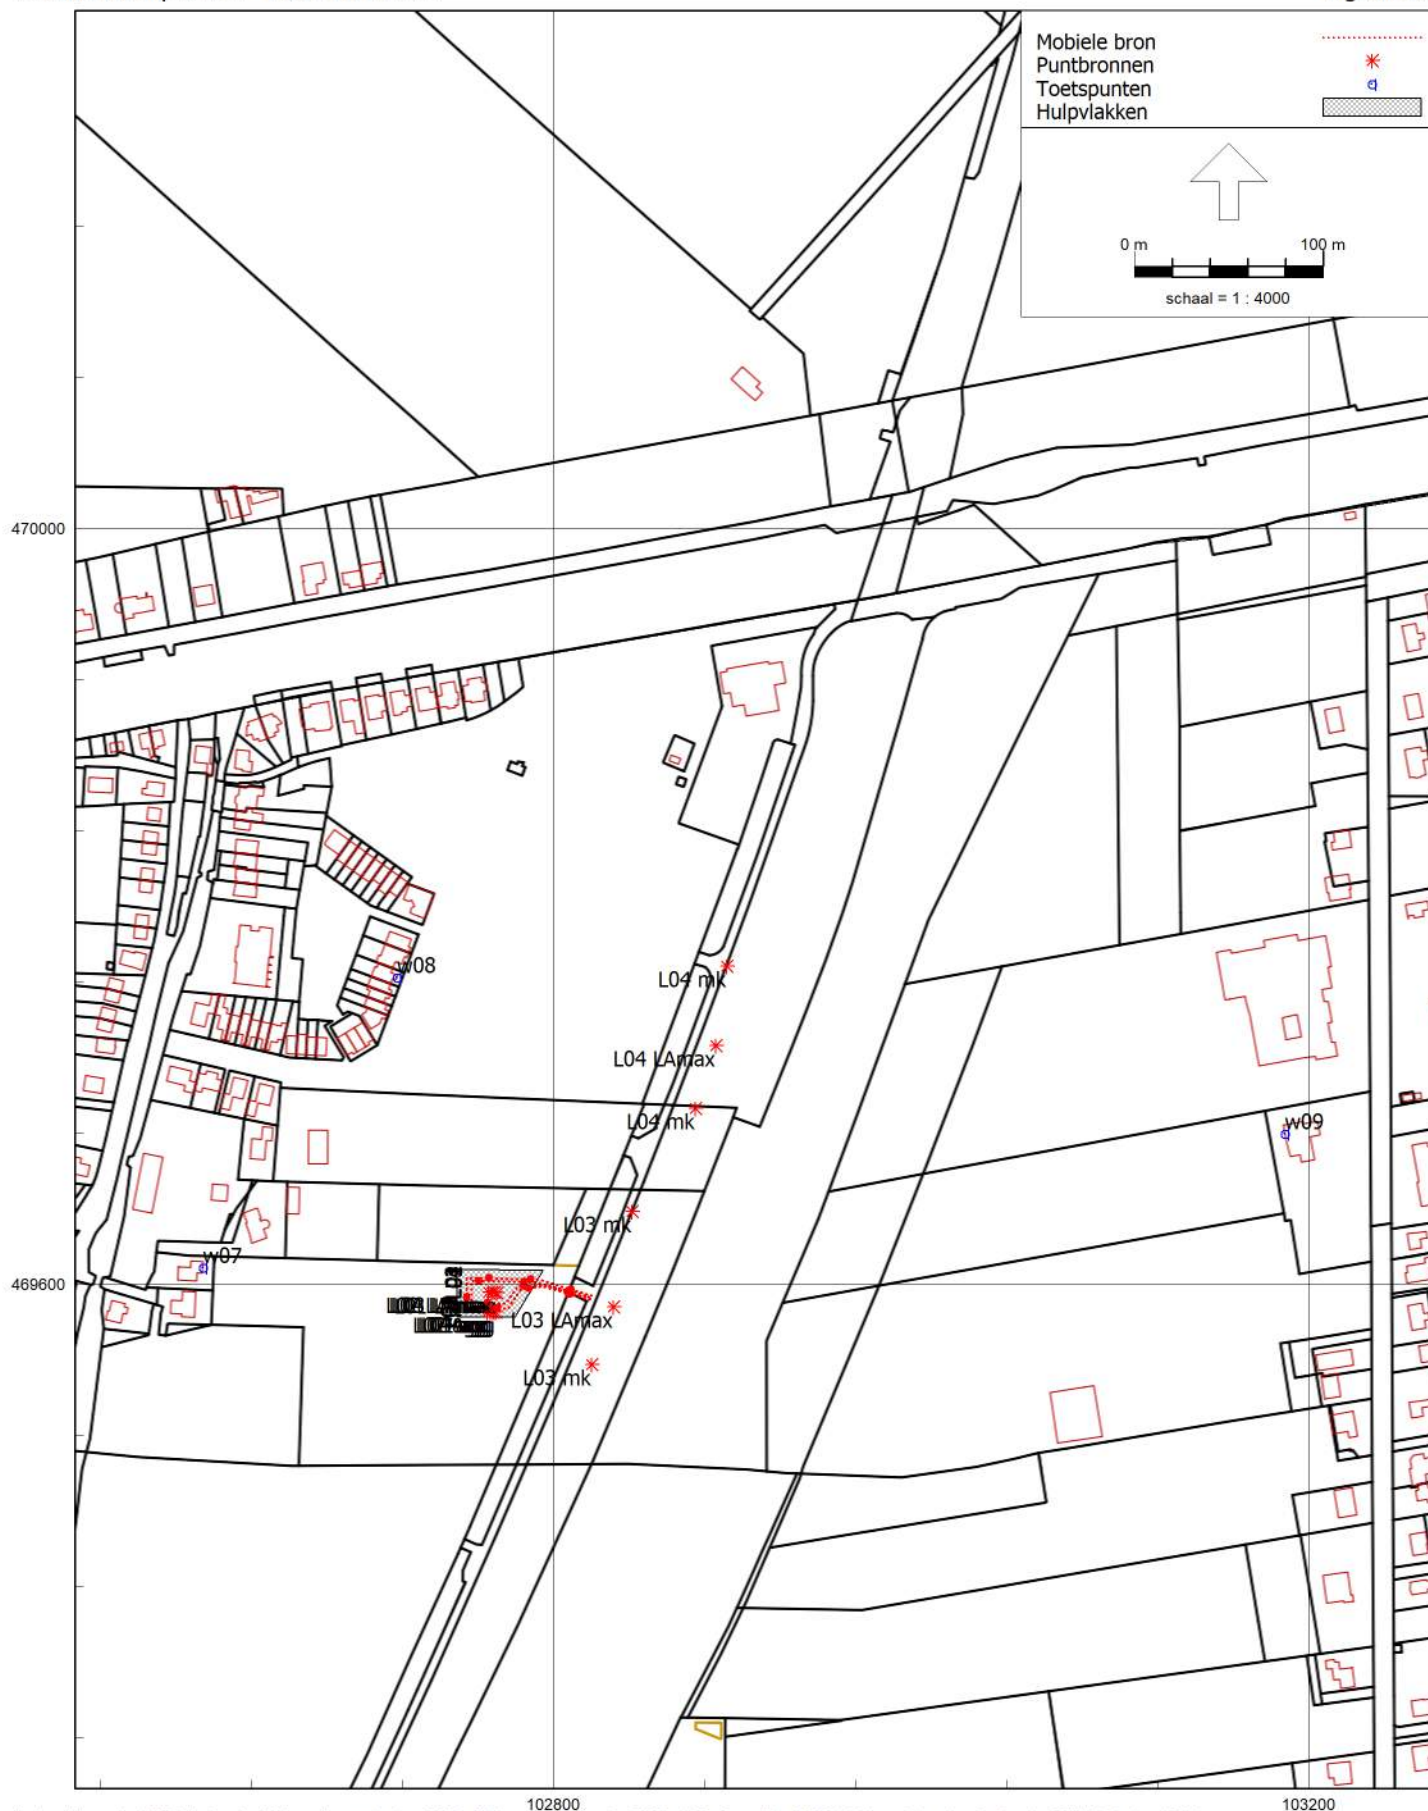 Mobiele bron
Puntbronnen
Toetspunten
Hulpvlakken
0 m 100 m
schaal = 1 : 4000
470000
w08
L04 mk
L04 LAmax
L04 mk
w09
L03 mk
w07
469600
L03 LAmax
L03 mk
102800 103200